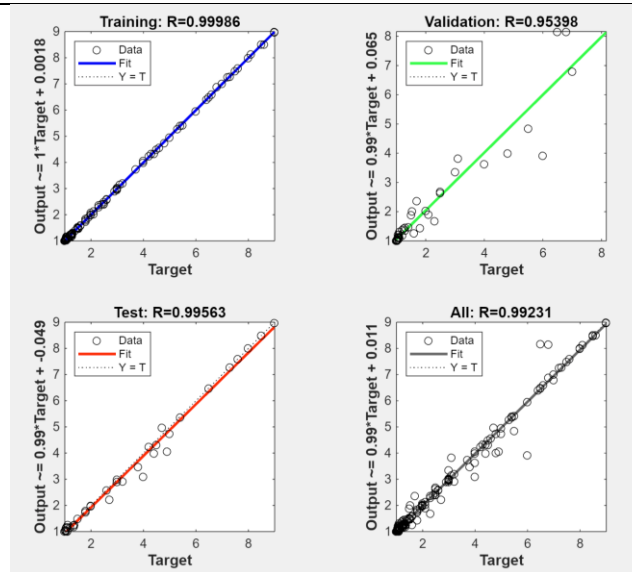 Training: R=0.99986
Output ~= 1*Target + 0.0018
9
8
7
6
5
4
3
2
1
Data
Fit
Y = T
2
4
6
8
Target
Validation: R=0.95398
Output ~= 0.99*Target + 0.065
8
7
6
5
4
3
2
1
Data
Fit
Y = T
2
4
6
8
Target
Test: R=0.99563
Output ~= 0.99*Target + -0.049
9
8
7
6
5
4
3
2
1
Data
Fit
Y = T
2
4
6
8
Target
All: R=0.99231
Output ~= 0.99*Target + 0.011
9
8
7
6
5
4
3
2
1
Data
Fit
Y = T
2
4
6
8
Target